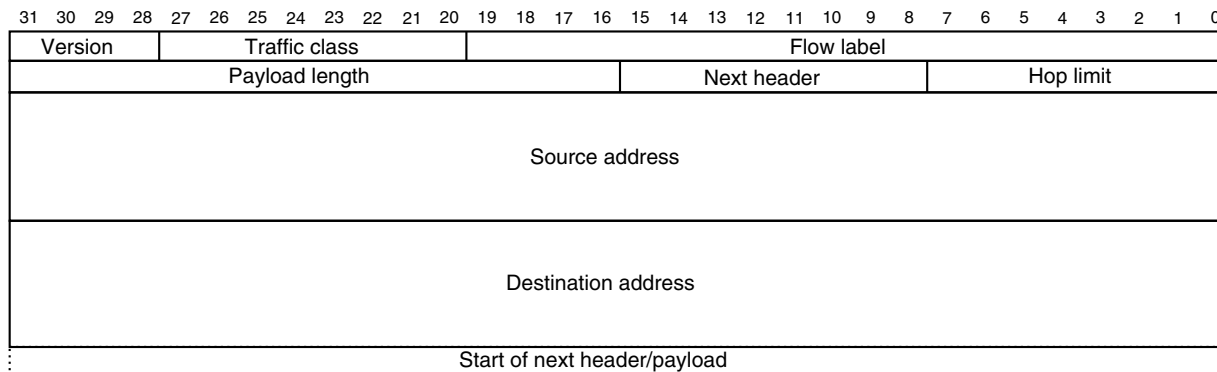 31 30 29 28 27 26 25 24 23 22 21 20 19 18 17 16 15 14 13 12 11 10 9 8 7 6 5 4 3 2 1 0
Version Traffic class Flow label
Payload length Next header Hop limit
Source address
Destination address
Start of next header/payload